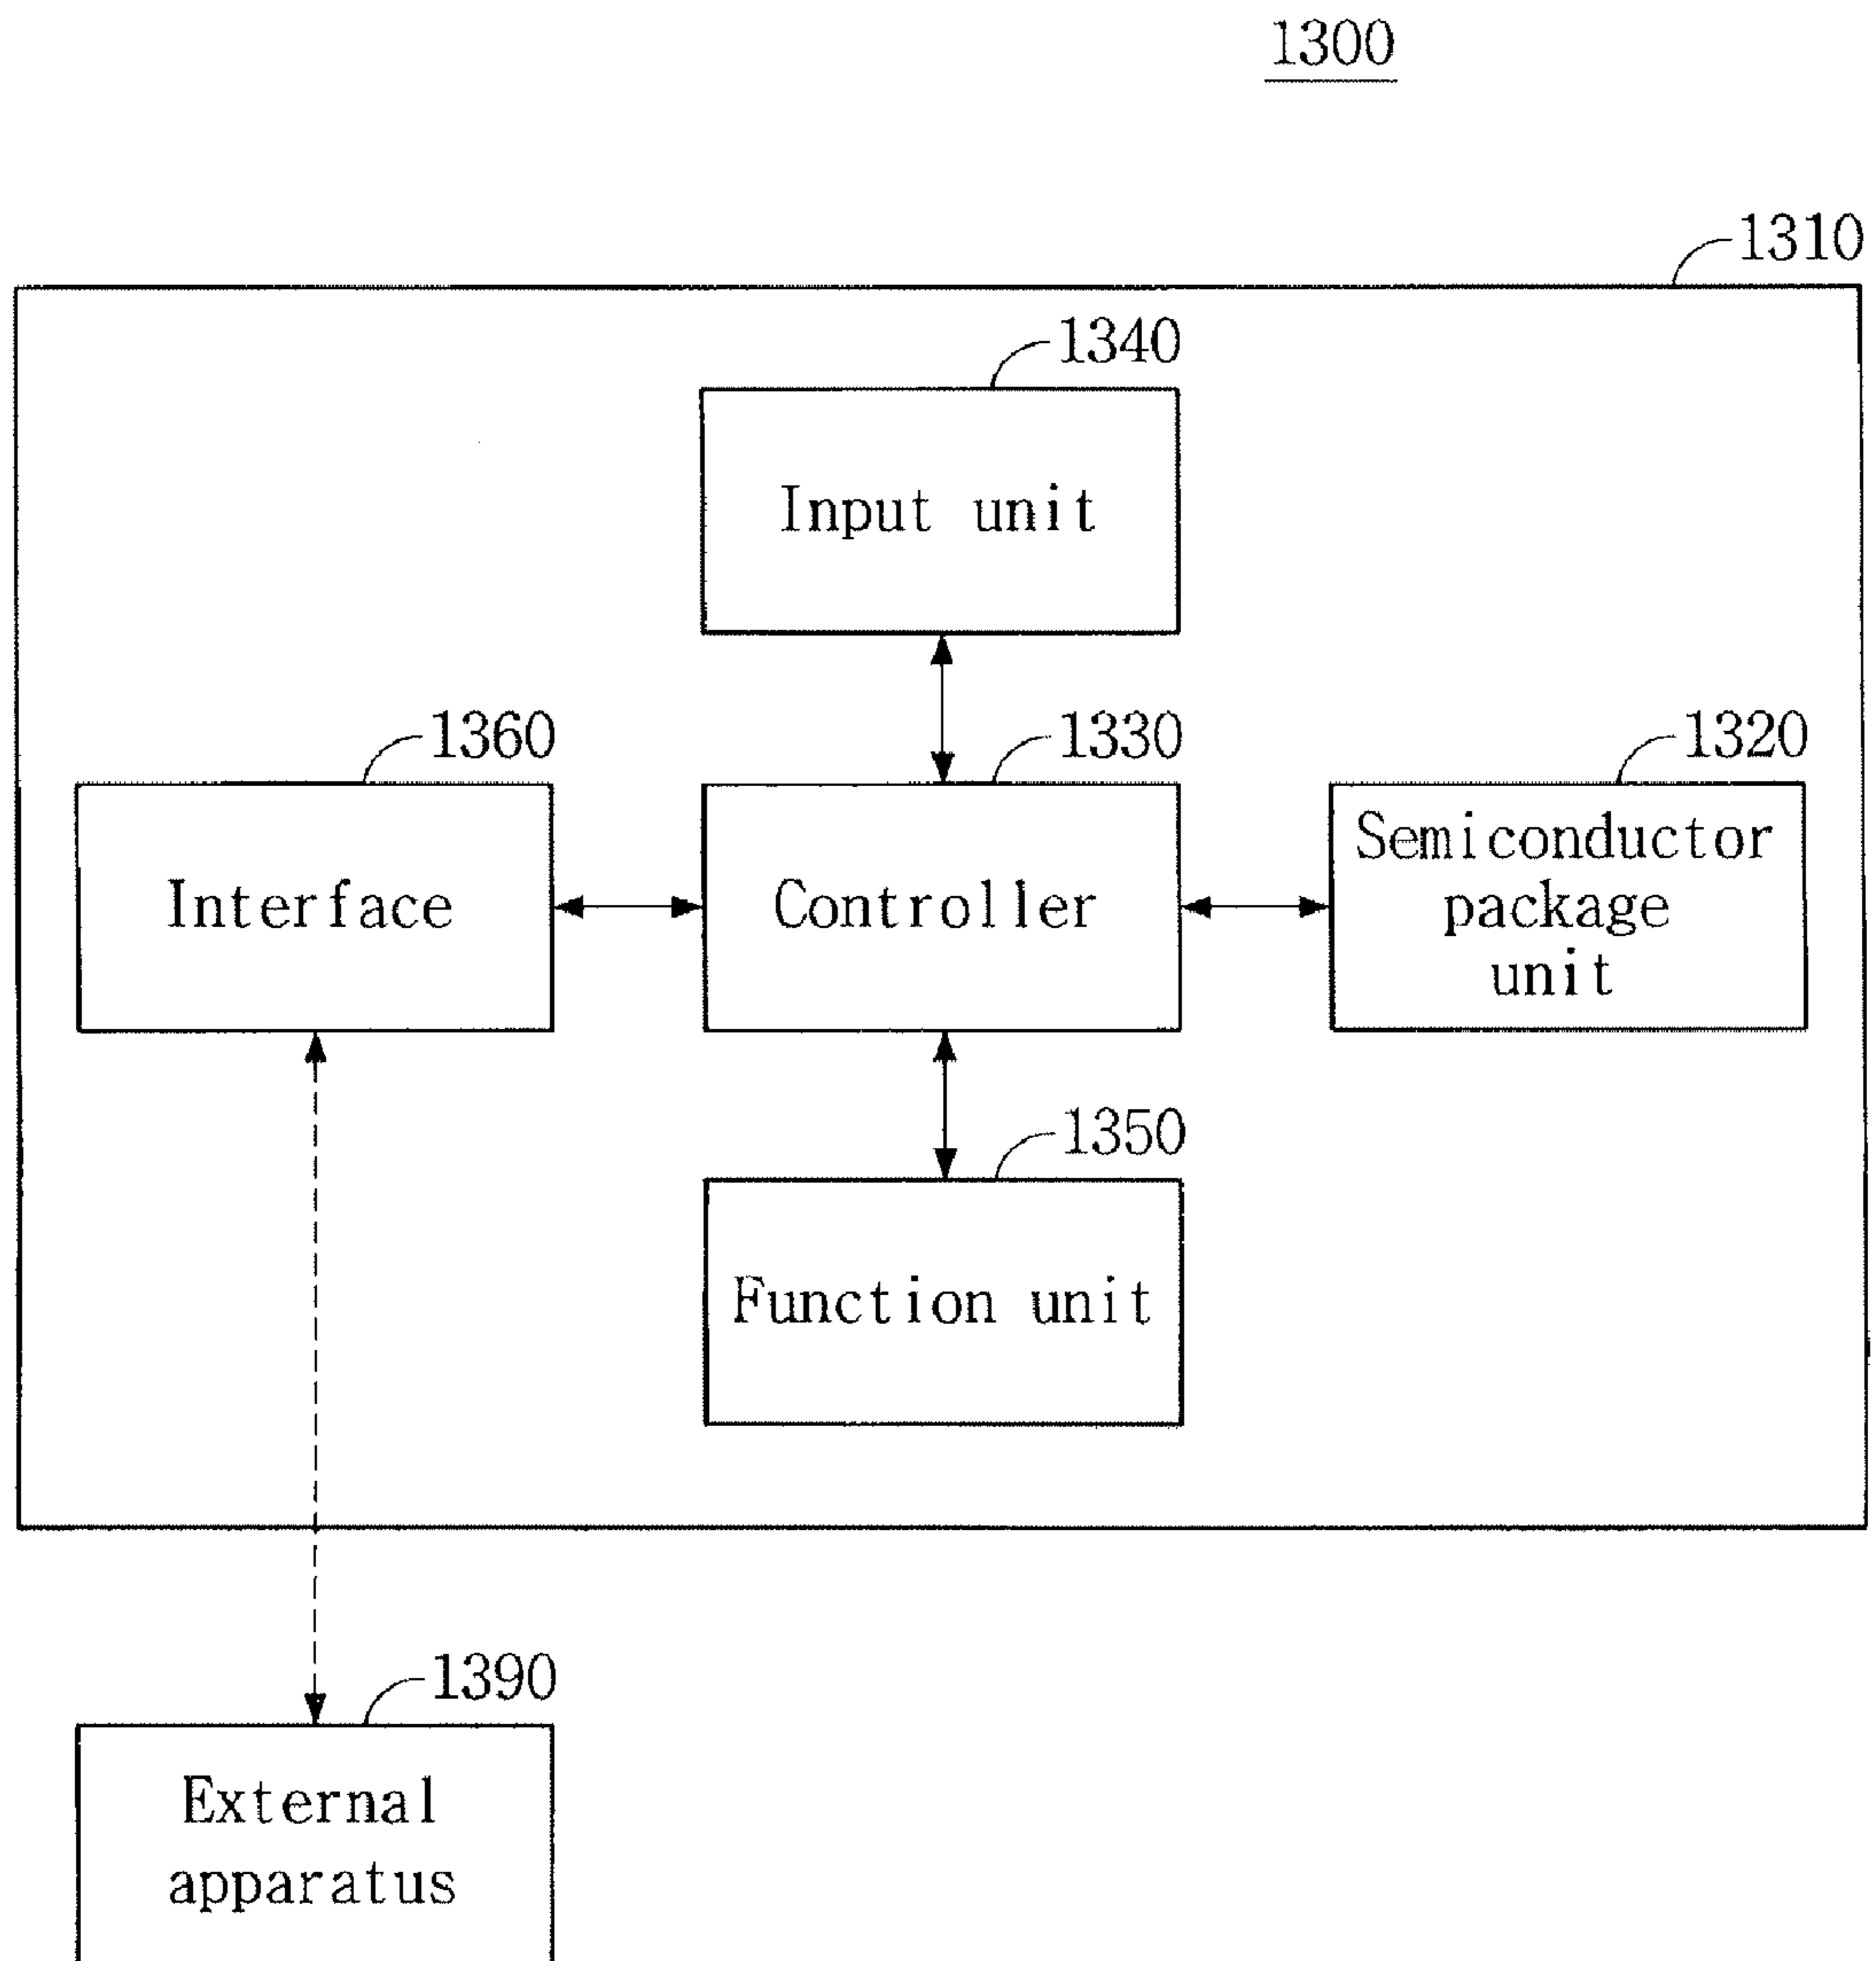 1300
1310
1340
Input unit
1360
1330
1320
Interface
Controller
Semiconductor
package
unit
1350
Function unit
1390
External
apparatus